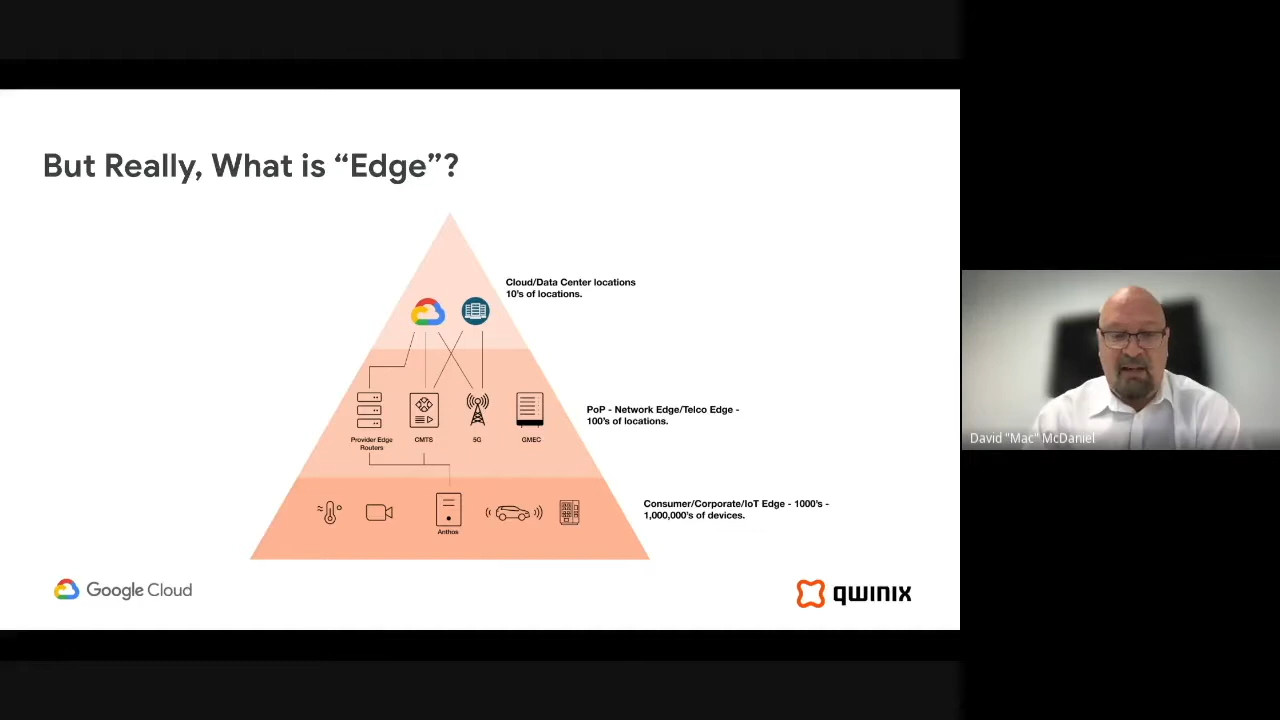 But Really, What is “Edge”?
Cloud/Data Center locations
10's of locations.
PoP - Network Edge/Telco Edge -
100's of locations.
Provider Edge
Routers
CMTS
5G
GMEC
Consumer/Corporate/IoT Edge - 1000's -
1,000,000's of devices.
Anthos
Google Cloud
qwinix
David "Mac" McDaniel